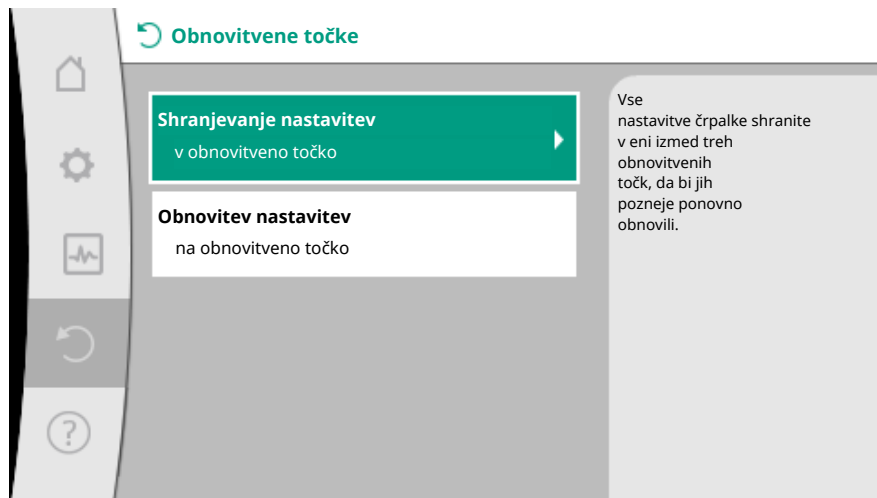 Obnovitvene točke
Shranjevanje nastavitev
v obnovitveno točko
Obnovitev nastavitev
na obnovitveno točko
Vse
nastavitve črpalke shranite
v eni izmed treh
obnovitvenih
točk, da bi jih
pozneje ponovno
obnovili.
?